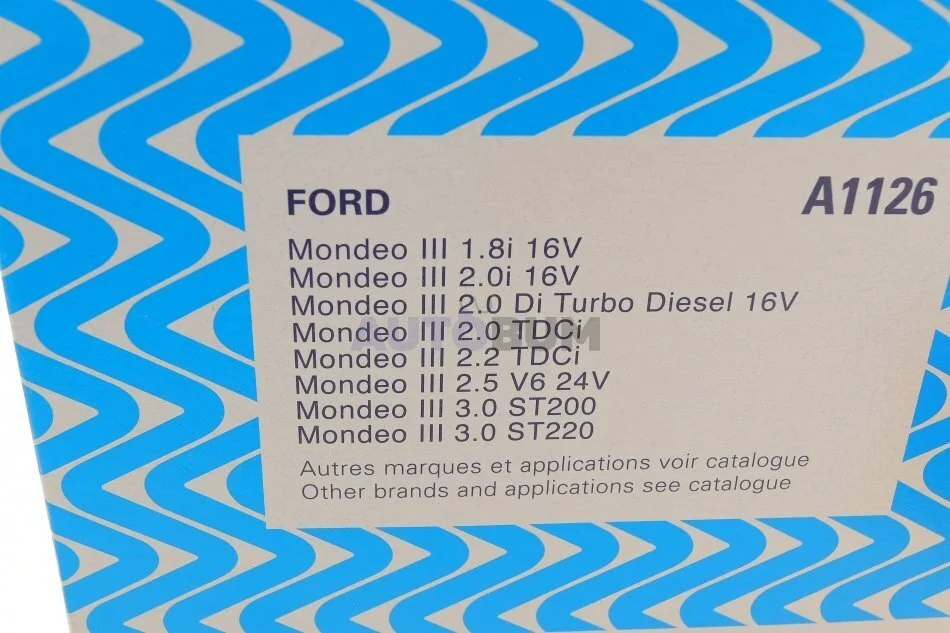 FORD
A1126
Mondeo III 1.8i 16V
Mondeo III 2.0i 16V
Mondeo III 2.0 Di Turbo Diesel 16V
Mondeo III 2.0 TDCi
AUTOBUM
Mondeo III 2.2 TDCi
Mondeo III 2.5 V6 24V
Mondeo III 3.0 ST200
Mondeo III 3.0 ST220
Autres marques et applications voir catalogue
Other brands and applications see catalogue